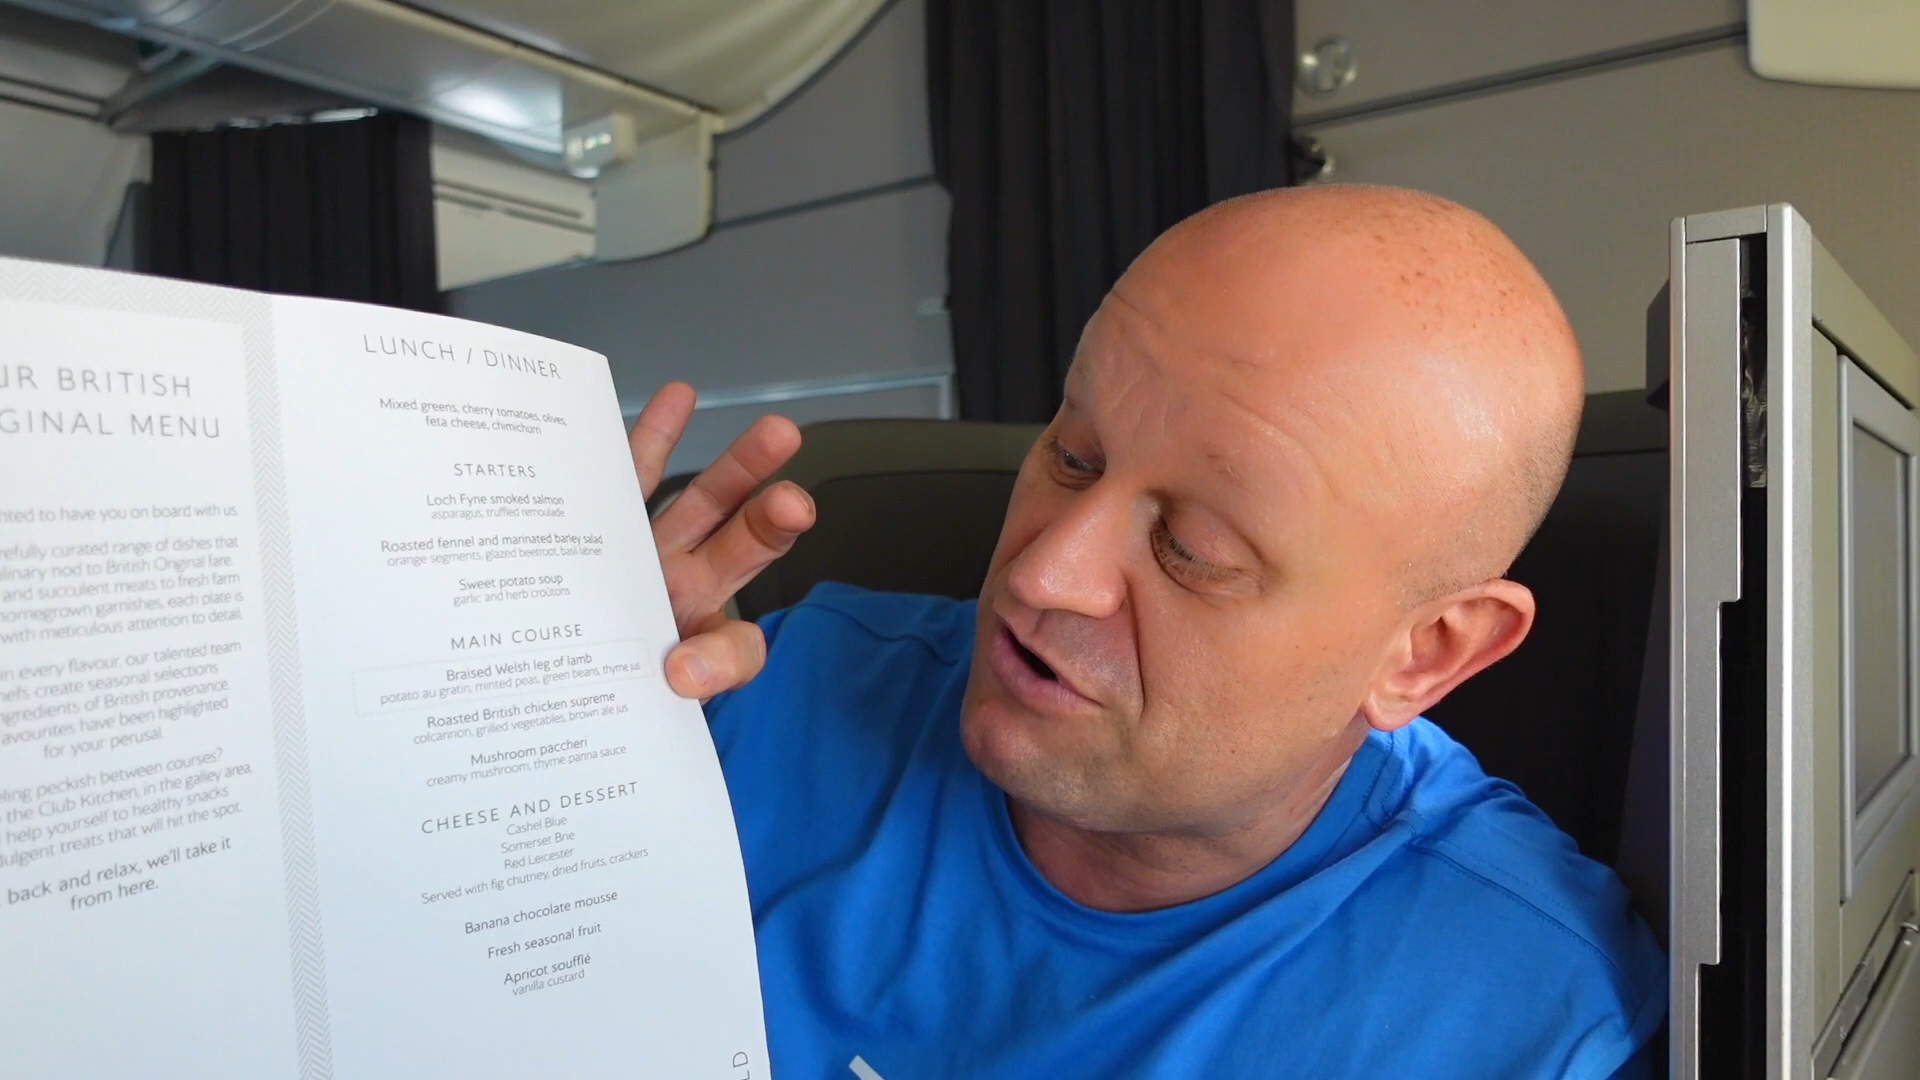 UR BRITISH
GINAL MENU
hted to have you on board with us.
refully curated range of dishes that
linary nod to British Original fare.
and succulent meats to fresh farm
homegrown garnishes, each plate is
with meticulous attention to detail.
in every flavour, our talented team
hefs create seasonal selections
ngredients of British provenance.
avourites have been highlighted
for your perusal.
eling peckish between courses?
the Club Kitchen, in the galley area,
help yourself to healthy snacks
dulgent treats that will hit the spot.
back and relax, we'll take it
from here.
LUNCH / DINNER
Mixed greens, cherry tomatoes, olives,
feta cheese, chimichurri
STARTERS
Loch Fyne smoked salmon
asparagus, truffled remoulade
Roasted fennel and marinated barley salad
orange segments, glazed beetroot, basil labneh
Sweet potato soup
garlic and herb croûtons
MAIN COURSE
Braised Welsh leg of lamb
potato au gratin, minted peas, green beans, thyme jus
Roasted British chicken supreme
colcannon, grilled vegetables, brown ale jus
Mushroom paccheri
creamy mushroom, thyme panna sauce
CHEESE AND DESSERT
Cashel Blue
Somerset Brie
Red Leicester
Served with fig chutney, dried fruits, crackers
Banana chocolate mousse
Fresh seasonal fruit
Apricot soufflé
vanilla custard
LD